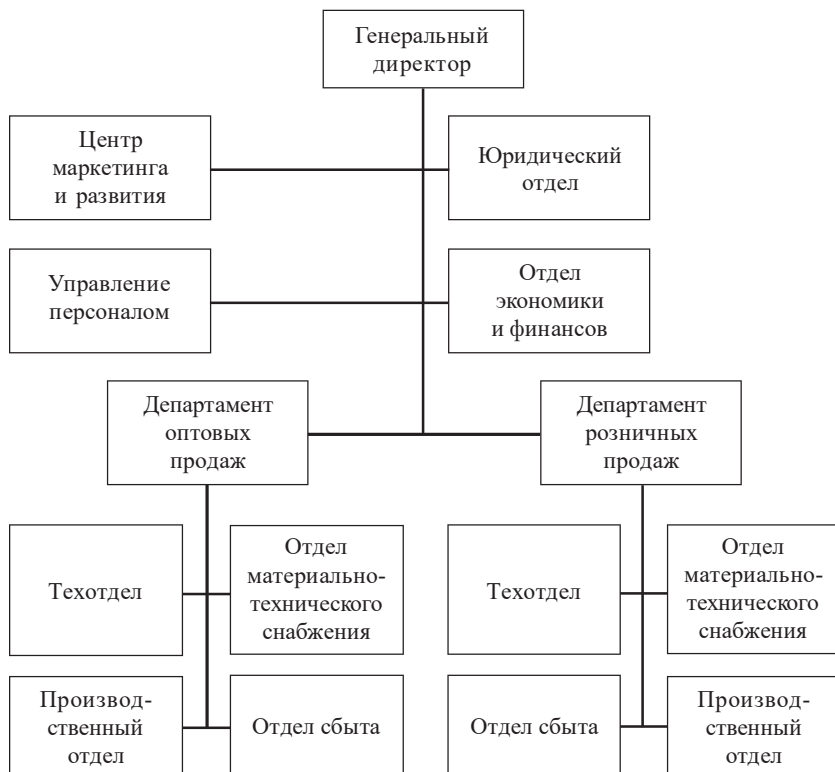 Генеральный
директор
Центр
маркетинга
и развития
Юридический
отдел
Управление
персоналом
Отдел
экономики
и финансов
Департамент
оптовых
продаж
Департамент
розничных
продаж
Техотдел
Отдел
материально-
технического
снабжения
Техотдел
Отдел
материально-
технического
снабжения
Производ-
ственный
отдел
Отдел сбыта
Отдел сбыта
Производ-
ственный
отдел